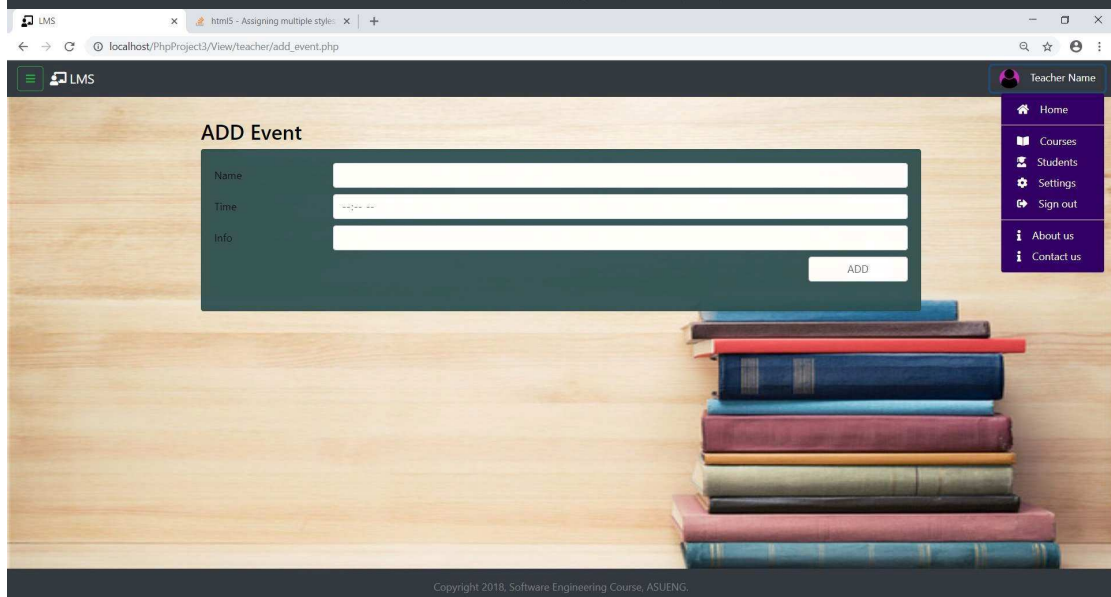 LMS
html5 - Assigning multiple styles
localhost/PhpProject3/View/teacher/add_event.php
LMS
Teacher Name
Home
Courses
Students
Settings
Sign out
About us
Contact us
ADD Event
Name
Time
--:-- --
Info
ADD
Copyright 2018, Software Engineering Course, ASUENG.